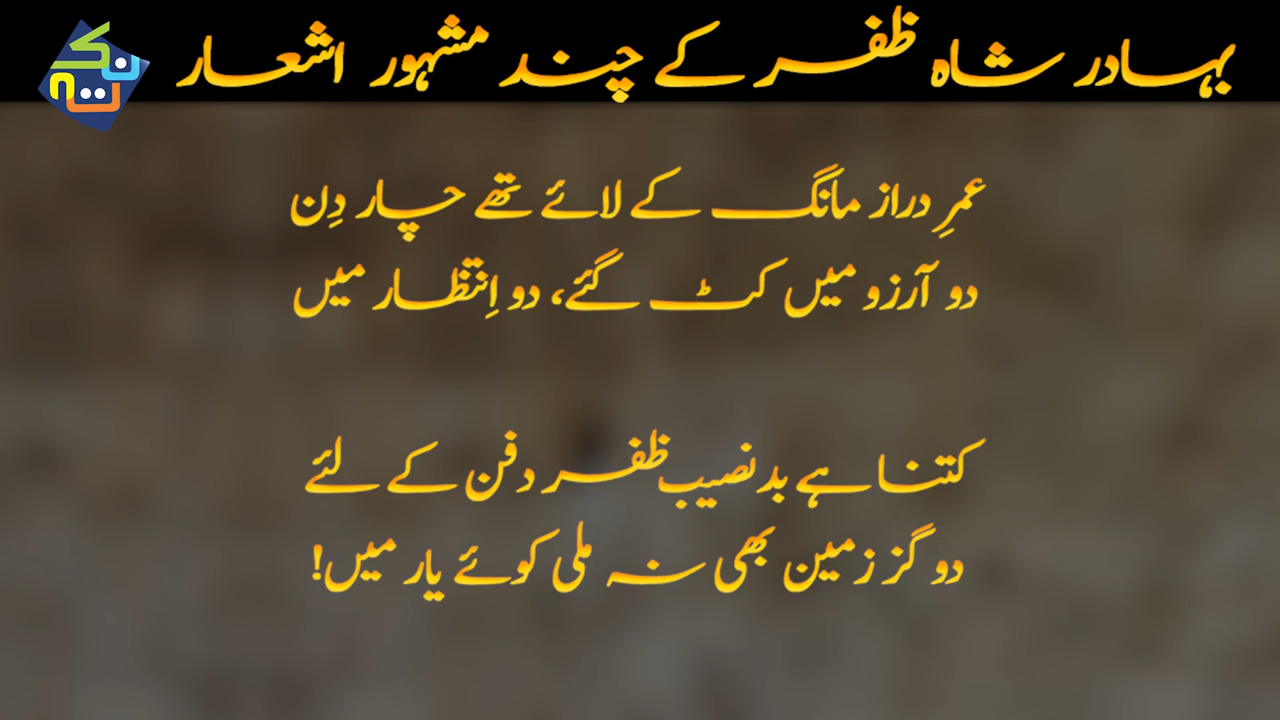 بہادر شاہ ظفر کے چند مشہور اشعار
نکتہ
عمرِ دراز مانگ کے لائے تھے چار دِن
دو آرزو میں کٹ گئے، دو اِنتظار میں
کتنا ہے بدنصیب ظفر دفن کے لئے
دو گز زمین بھی نہ ملی کوئے یار میں!